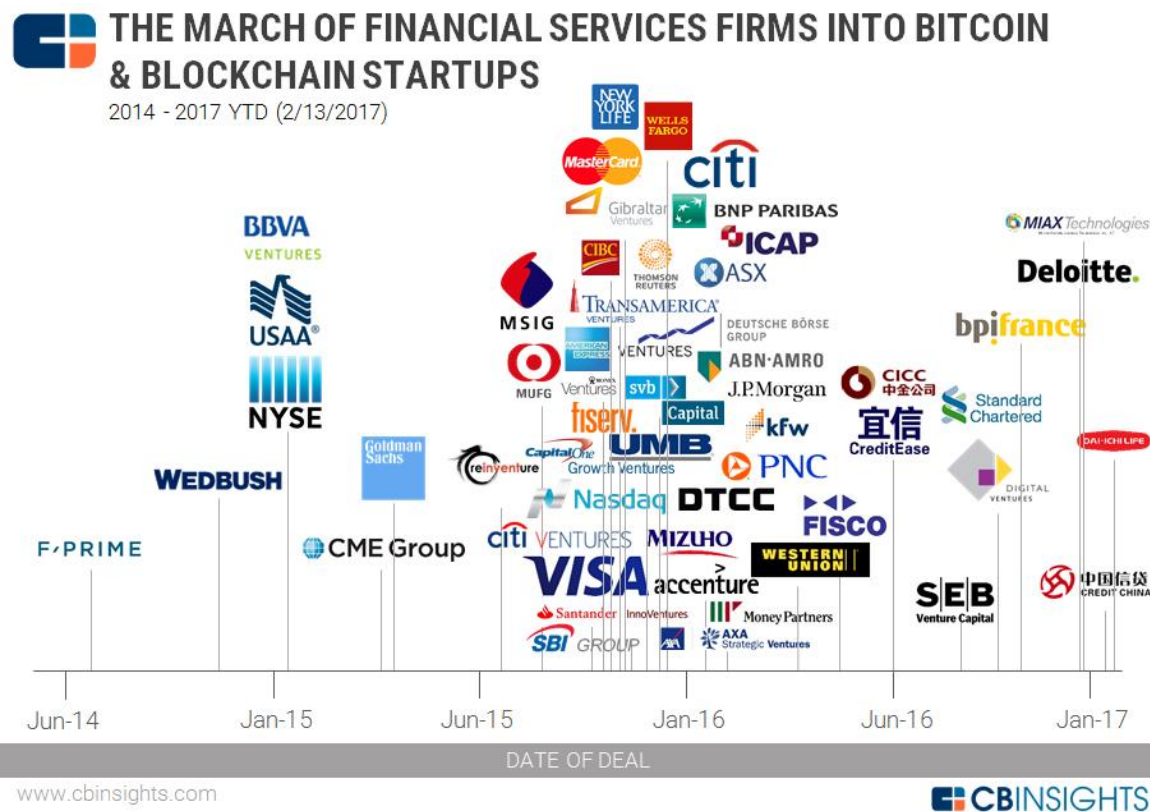 THE MARCH OF FINANCIAL SERVICES FIRMS INTO BITCOIN
& BLOCKCHAIN STARTUPS
2014 - 2017 YTD (2/13/2017)
NEW
YORK
LIFE
WELLS
FARGO
MasterCard
citi
Gibraltar
Ventures
BNP PARIBAS
BBVA
VENTURES
MIAX Technologies
ICAP
CIBC
THOMSON
REUTERS
ASX
Deloitte.
USAA®
MSIG
TRANSAMERICA®
VENTURES
DEUTSCHE BÖRSE
GROUP
VENTURES
bpifrance
AMERICAN
EXPRESS
ABN·AMRO
NYSE
MUFG
Ventures
svb
J.P.Morgan
CICC
中金公司
Standard
Chartered
fiserv.
Capital
kfw
宜信
CreditEase
DAI-ICHI LIFE
Goldman
Sachs
reinventure
CapitalOne
Growth Ventures
UMB
PNC
WEDBUSH
DIGITAL
VENTURES
Nasdaq
DTCC
FISCO
F-PRIME
CME Group
citi VENTURES
MIZUHO
WESTERN
UNION
VISA
accenture
SEB
Venture Capital
中国信贷
CREDIT CHINA
Santander InnoVentures
Money Partners
SBI GROUP
AXA
AXA
Strategic Ventures
Jun-14
Jan-15
Jun-15
Jan-16
Jun-16
Jan-17
DATE OF DEAL
www.cbinsights.com
CBINSIGHTS